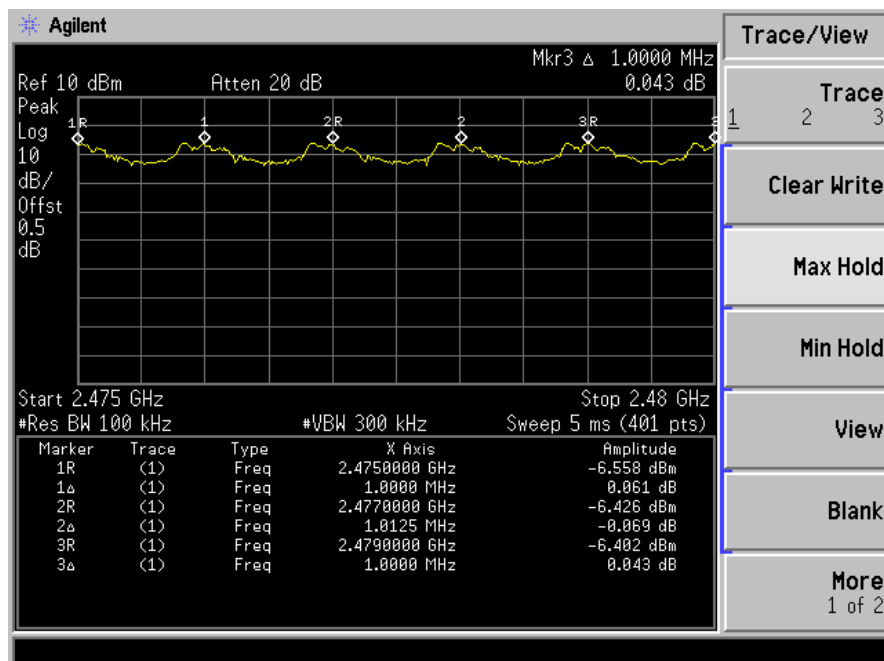 Agilent
Mkr3 Δ 1.0000 MHz
Ref 10 dBm Atten 20 dB 0.043 dB
Peak
Log
10
dB/
Offst
0.5
dB
1R 1 2R 2 3R 3
Start 2.475 GHz Stop 2.48 GHz
#Res BW 100 kHz #VBW 300 kHz Sweep 5 ms (401 pts)
Marker Trace Type X Axis Amplitude
1R (1) Freq 2.4750000 GHz -6.558 dBm
1Δ (1) Freq 1.0000 MHz 0.061 dB
2R (1) Freq 2.4770000 GHz -6.426 dBm
2Δ (1) Freq 1.0125 MHz -0.069 dB
3R (1) Freq 2.4790000 GHz -6.402 dBm
3Δ (1) Freq 1.0000 MHz 0.043 dB
Trace/View
Trace
1 2 3
Clear Write
Max Hold
Min Hold
View
Blank
More
1 of 2